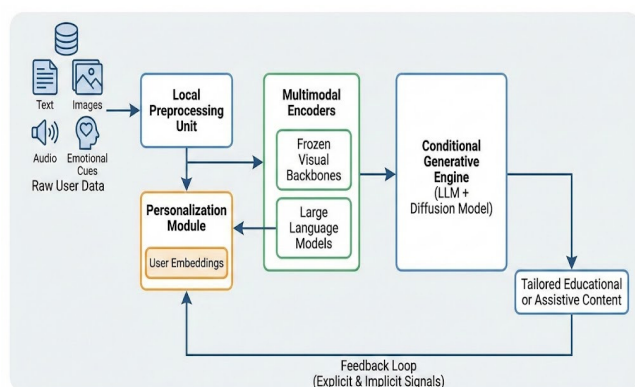 Text Images
Audio Emotional
Cues
Raw User Data
Local
Preprocessing
Unit
Personalization
Module
User Embeddings
Multimodal
Encoders
Frozen
Visual
Backbones
Large
Language
Models
Conditional
Generative
Engine
(LLM +
Diffusion Model)
Tailored Educational
or Assistive Content
Feedback Loop
(Explicit & Implicit Signals)